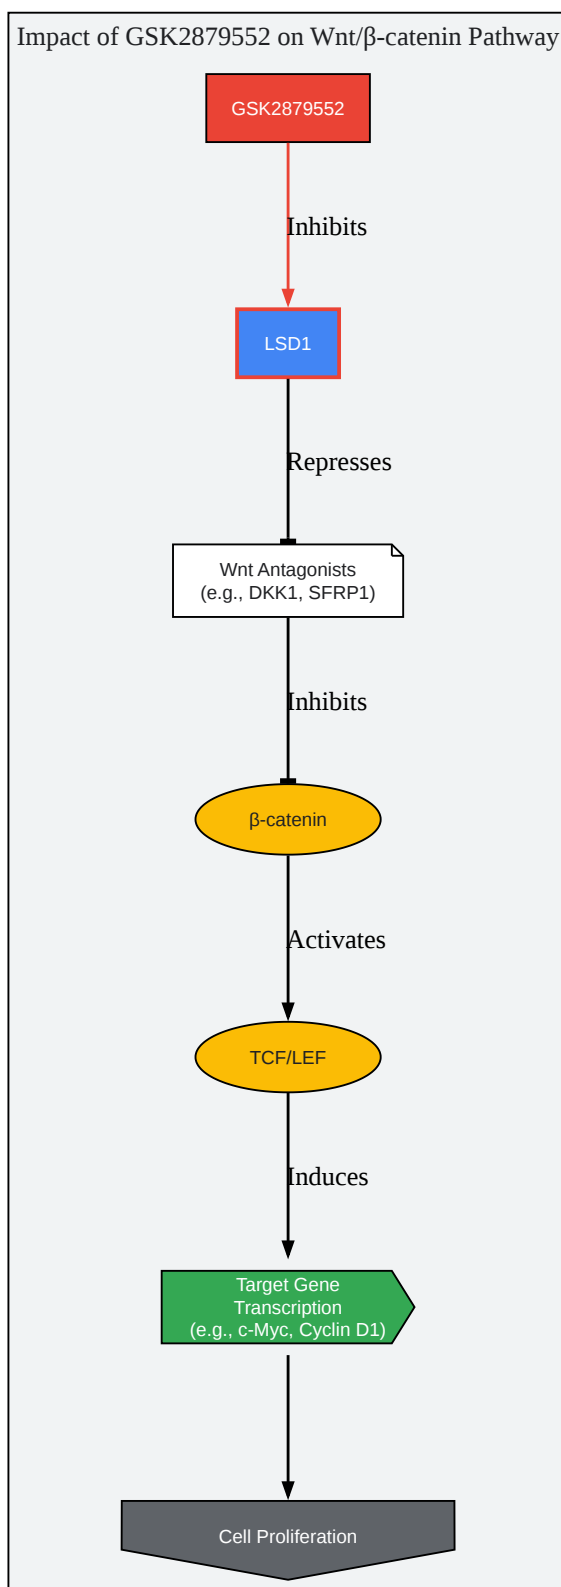 Impact of GSK2879552 on Wnt/β-catenin Pathway
GSK2879552
Inhibits
LSD1
Represses
Wnt Antagonists
(e.g., DKK1, SFRP1)
Inhibits
β-catenin
Activates
TCF/LEF
Induces
Target Gene
Transcription
(e.g., c-Myc, Cyclin D1)
Cell Proliferation